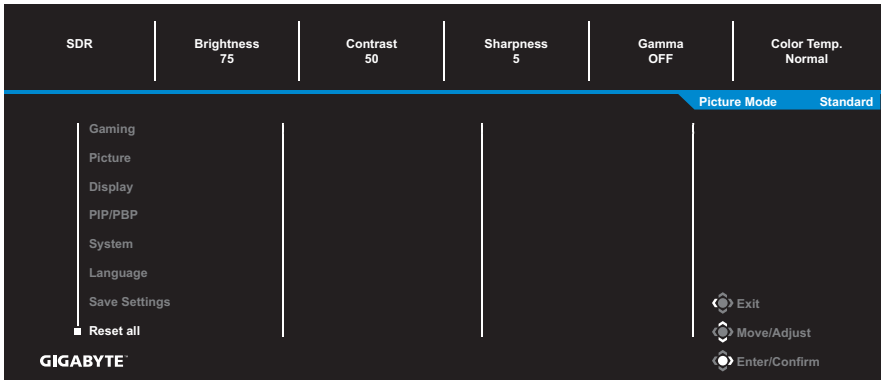 SDR
Brightness
75
Contrast
50
Sharpness
5
Gamma
OFF
Color Temp.
Normal
Picture Mode Standard
Gaming
Picture
Display
PIP/PBP
System
Language
Save Settings
Reset all
Exit
Move/Adjust
Enter/Confirm
GIGABYTE™